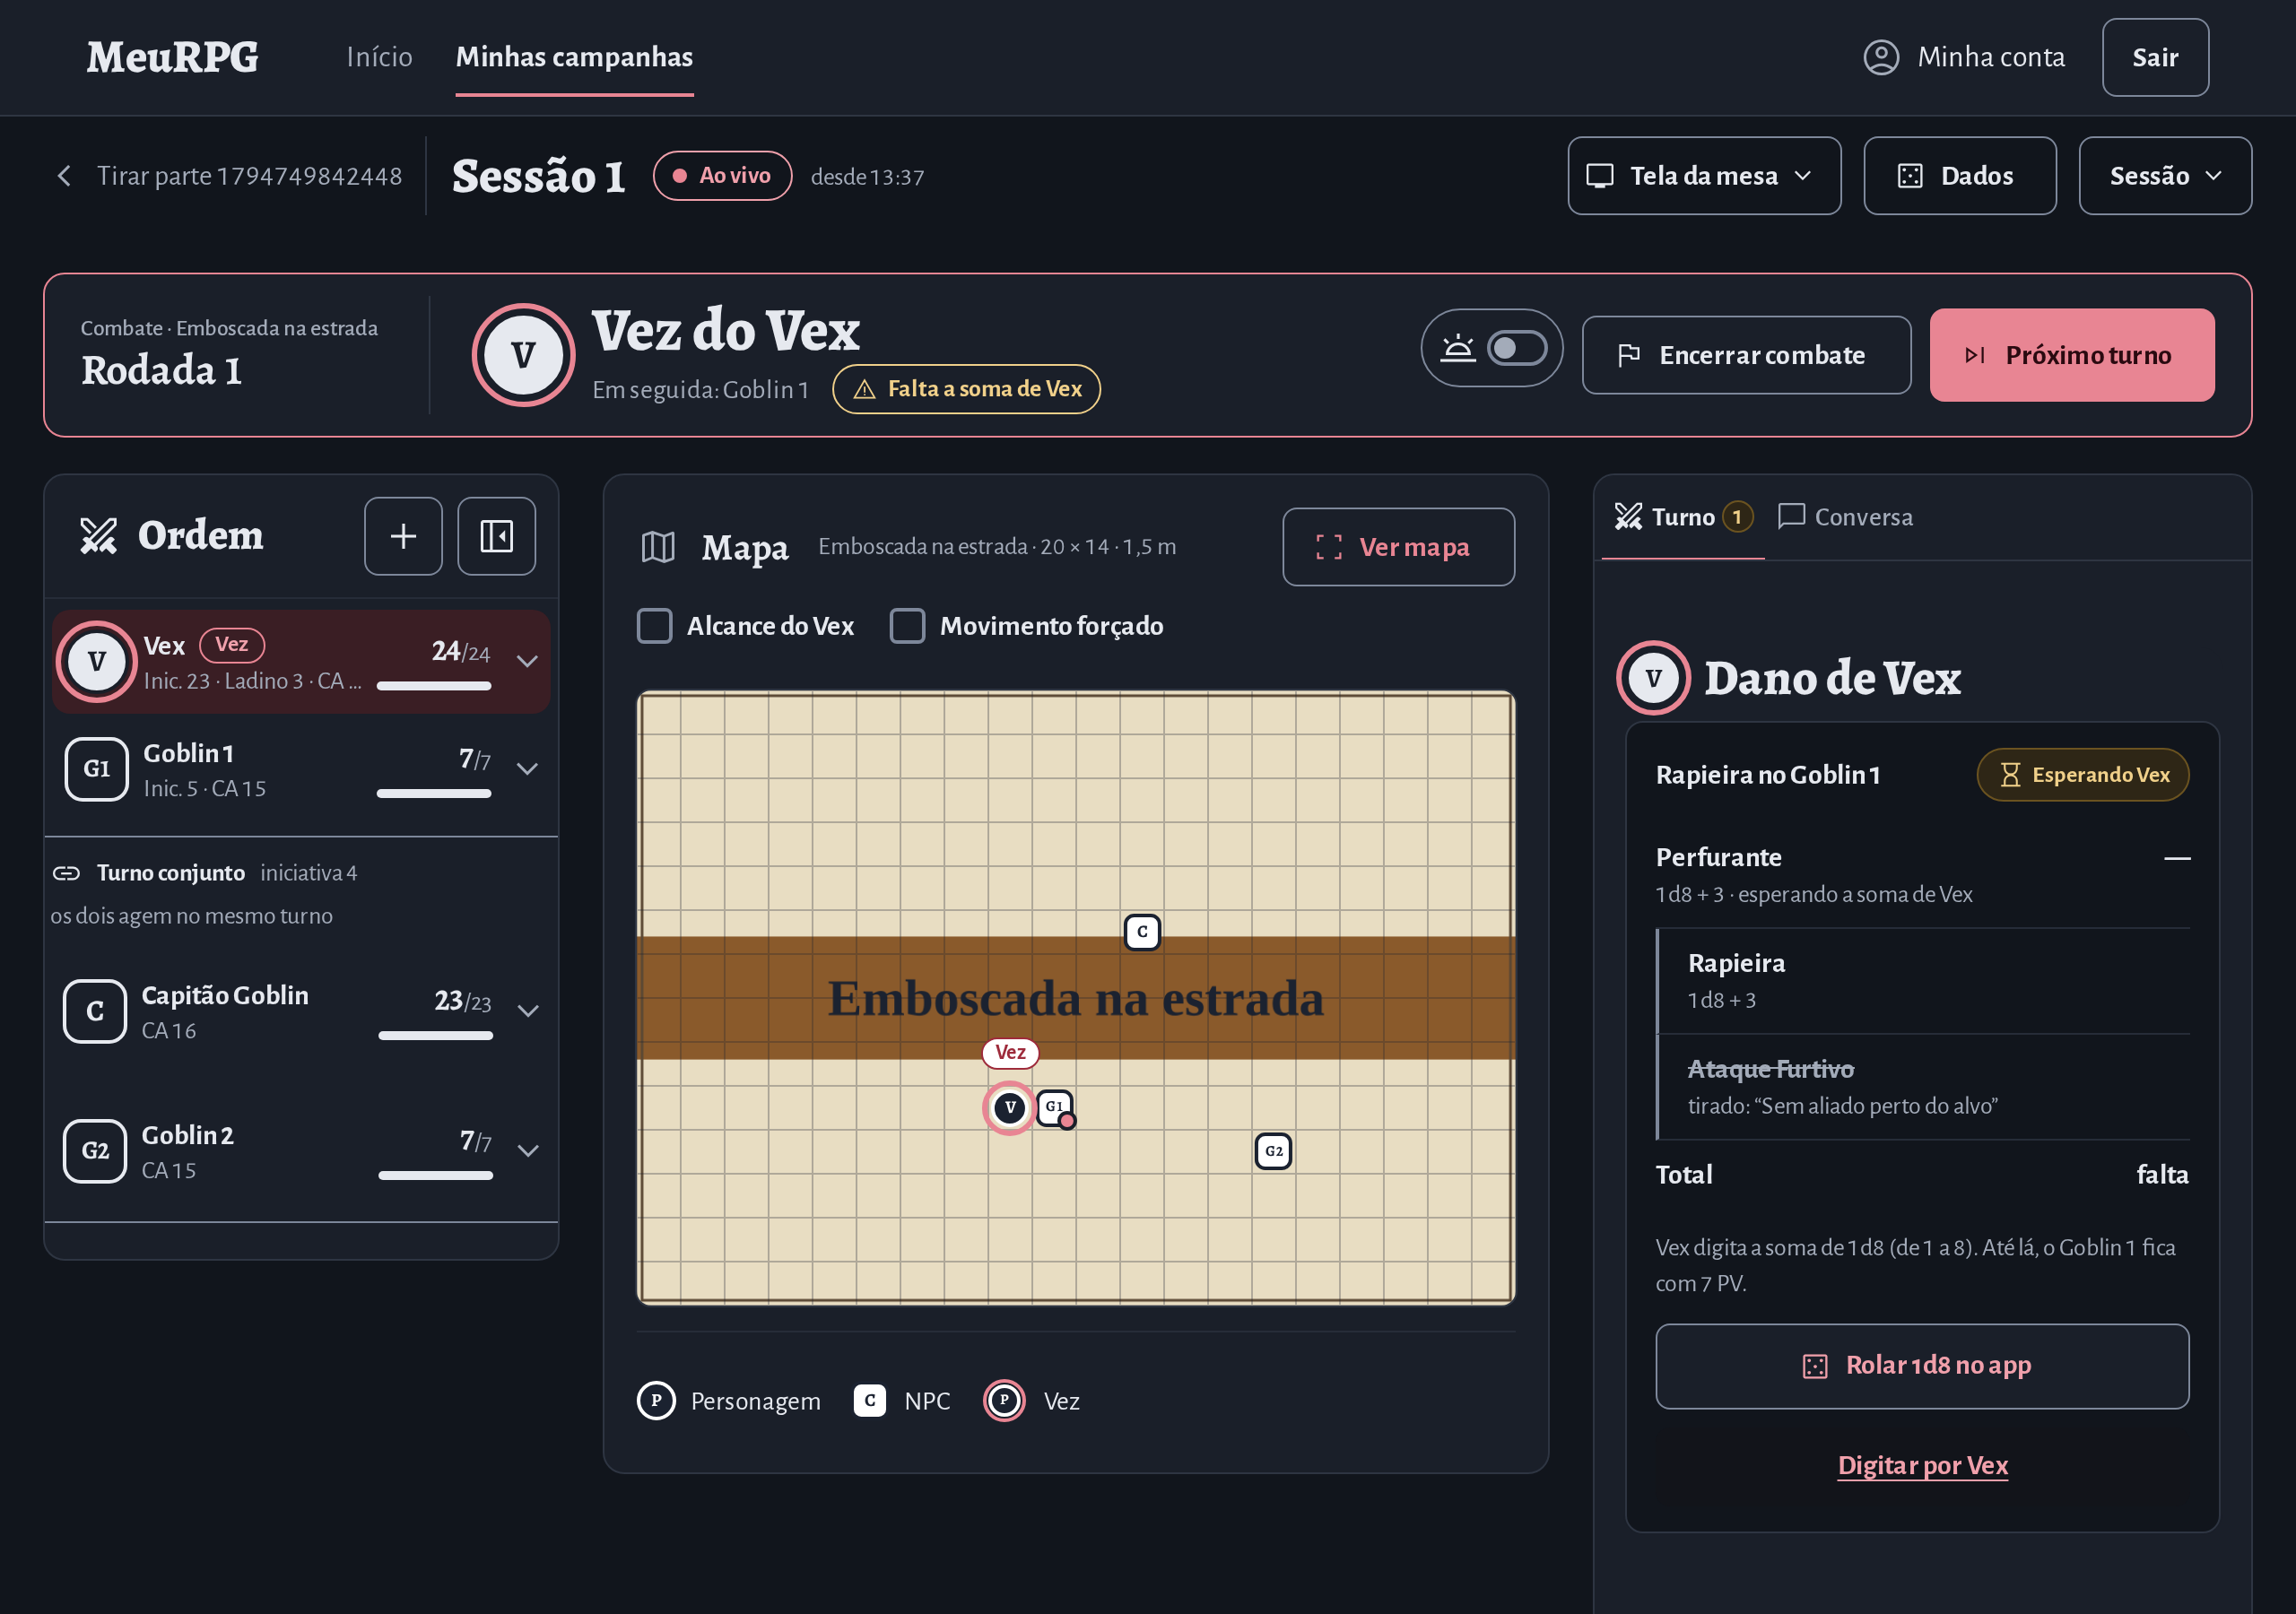 MeuRPG
Início
Minhas campanhas
Minha conta
Sair
Tirar parte 1794749842448
Sessão 1
Ao vivo
desde 13:37
Tela da mesa
Dados
Sessão
Combate · Emboscada na estrada
Rodada 1
V
Vez do Vex
Em seguida: Goblin 1
Falta a soma de Vex
Encerrar combate
Próximo turno
Ordem
V
Vex
Vez
24/24
Inic. 23 · Ladino 3 · CA ...
G1
Goblin 1
7/7
Inic. 5 · CA 15
Turno conjunto
iniciativa 4
os dois agem no mesmo turno
C
Capitão Goblin
23/23
CA 16
G2
Goblin 2
7/7
CA 15
Mapa
Emboscada na estrada · 20 × 14 · 1,5 m
Ver mapa
Alcance do Vex
Movimento forçado
C
Emboscada na estrada
Vez
V
G1
G2
P
Personagem
C
NPC
P
Vez
Turno
1
Conversa
V
Dano de Vex
Rapieira no Goblin 1
Esperando Vex
Perfurante
—
1d8 + 3 · esperando a soma de Vex
Rapieira
1d8 + 3
Ataque Furtivo
tirado: “Sem aliado perto do alvo”
Total
falta
Vex digita a soma de 1d8 (de 1 a 8). Até lá, o Goblin 1 fica
com 7 PV.
Rolar 1d8 no app
Digitar por Vex